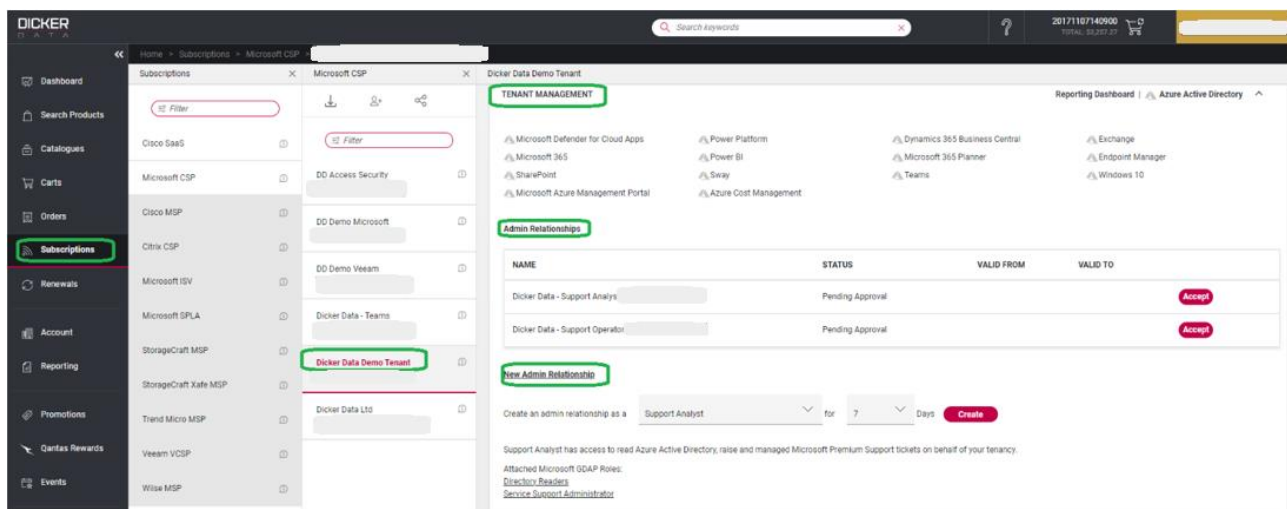 DICKER
DATA
Search keywords
?
20171107140900
TOTAL: $9,257.27
Home > Subscriptions > Microsoft CSP >
Dashboard
Search Products
Catalogues
Carts
Orders
Subscriptions
Renewals
Account
Reporting
Promotions
Qantas Rewards
Events
Subscriptions
Filter
Cisco SaaS
Microsoft CSP
Cisco MSP
Citrix CSP
Microsoft ISV
Microsoft SPLA
StorageCraft MSP
StorageCraft Xafe MSP
Trend Micro MSP
Veeam VCSP
Wise MSP
Microsoft CSP
Filter
DD Access Security
DD Demo Microsoft
DD Demo Veeam
Dicker Data - Teams
Dicker Data Demo Tenant
Dicker Data Ltd
Dicker Data Demo Tenant
TENANT MANAGEMENT
Reporting Dashboard | Azure Active Directory
Microsoft Defender for Cloud Apps Power Platform Dynamics 365 Business Central Exchange
Microsoft 365 Power BI Microsoft 365 Planner Endpoint Manager
SharePoint Sway Teams Windows 10
Microsoft Azure Management Portal Azure Cost Management
Admin Relationships
NAME STATUS VALID FROM VALID TO
Dicker Data - Support Analys Pending Approval Accept
Dicker Data - Support Operator Pending Approval Accept
New Admin Relationship
Create an admin relationship as a Support Analyst for 7 Days Create
Support Analyst has access to read Azure Active Directory, raise and managed Microsoft Premium Support tickets on behalf of your tenancy.
Attached Microsoft GDAP Roles:
Directory Readers
Service Support Administrator